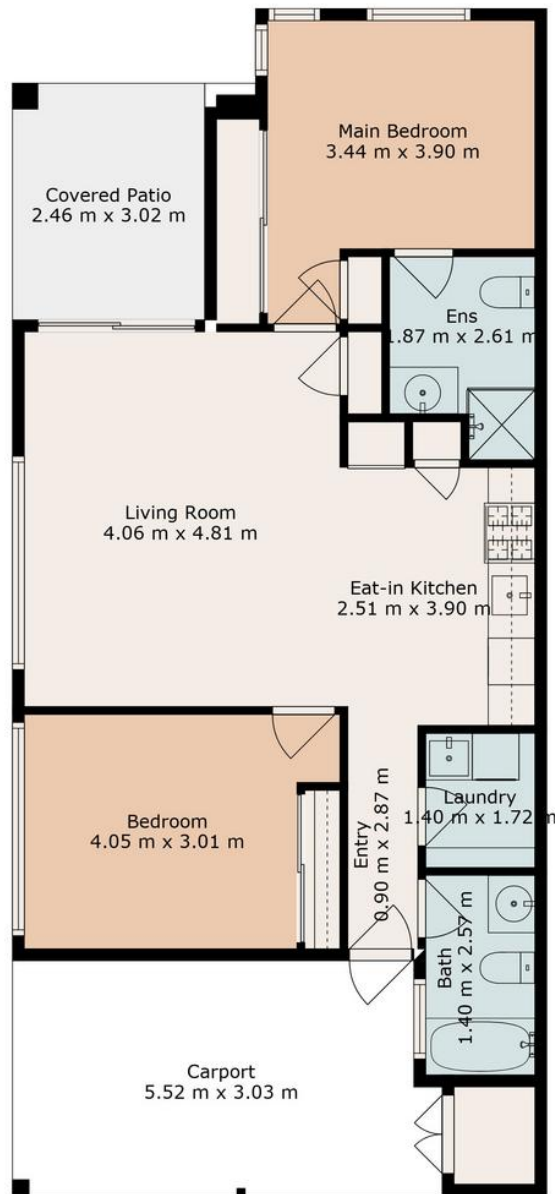 Main Bedroom
3.44 m x 3.90 m
Covered Patio
2.46 m x 3.02 m
Ens
1.87 m x 2.61 m
Living Room
4.06 m x 4.81 m
Eat-in Kitchen
2.51 m x 3.90 m
Laundry
1.40 m x 1.72 m
Bedroom
4.05 m x 3.01 m
Entry
0.90 m x 2.87 m
Bath
1.40 m x 2.57 m
Carport
5.52 m x 3.03 m